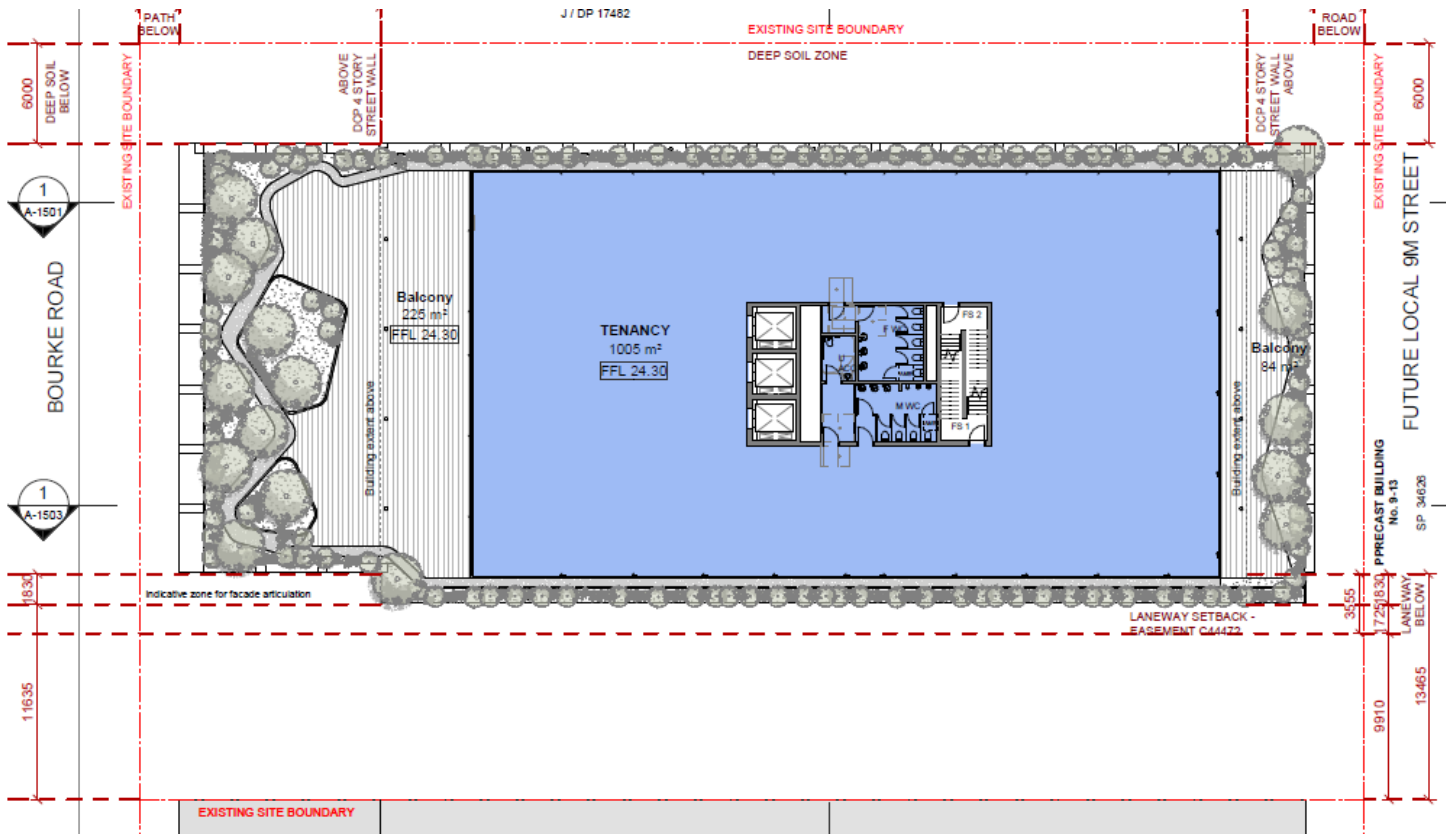 PATH
BELOW
J / DP 17482
EXISTING SITE BOUNDARY
ROAD
BELOW
DEEP SOIL ZONE
6000
DEEP SOIL
BELOW
EXISTING SITE BOUNDARY
ABOVE
DCP 4 STORY
STREET WALL
DCP 4 STORY
STREET WALL
ABOVE
EXISTING SITE BOUNDARY
6000
1
A-1501
BOURKE ROAD
1
A-1503
Balcony
225 m²
FFL 24.30
Building extent above
TENANCY
1005 m²
FFL 24.30
F WC
ACC
M WC
FS 2
FS 1
Balcony
84 m²
Building extent above
FUTURE LOCAL 9M STREET
PPRECAST BUILDING
No. 9-13
SP 34626
1830
Indicative zone for facade articulation
11635
3555
1725
1830
LANEWAY
BELOW
LANEWAY SETBACK -
EASEMENT C44472
9910
13465
EXISTING SITE BOUNDARY